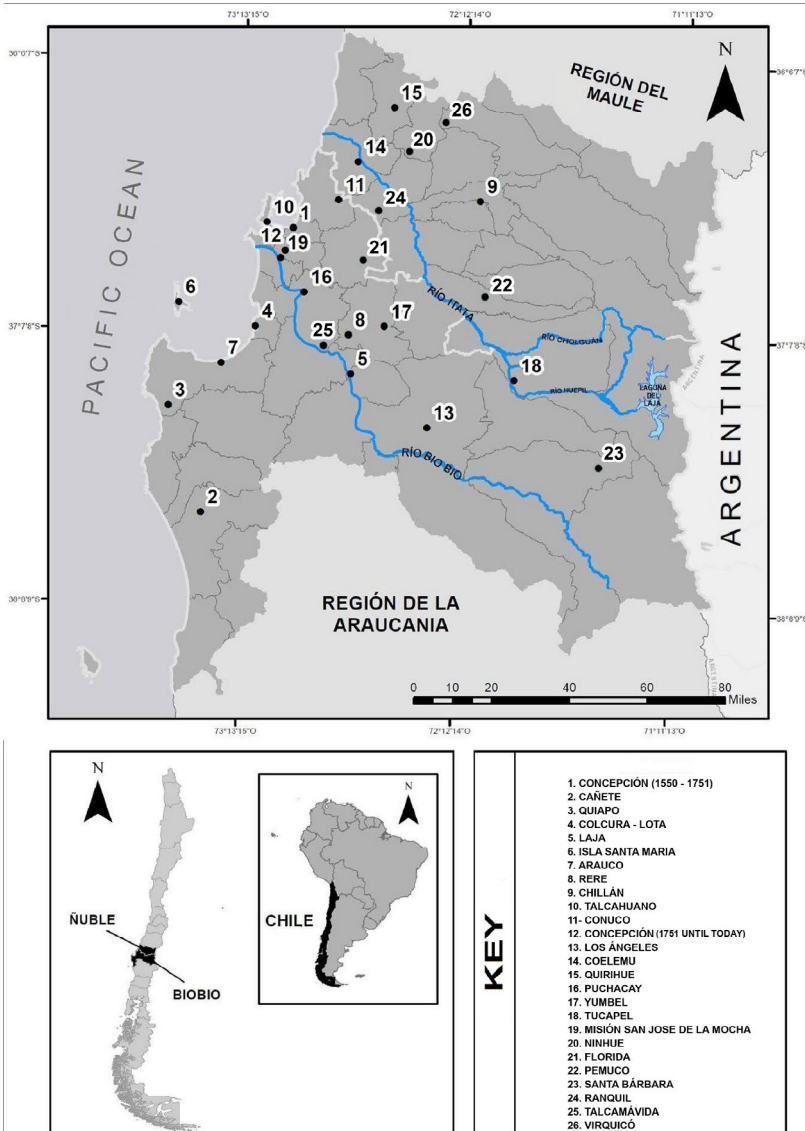 73°13'15"O
72°12'14"O
71°11'13"O
30°0'7'S
36°6'7'S
N
REGIÓN DEL
MAULE
15
26
20
14
9
11
24
10
1
12
19
21
PACIFIC OCEAN
6
16
22
RÍO ITATA
4
17
8
25
37°7'8'S
37°7'8'S
RÍO CHOLGUÁN
7
5
18
RÍO HUEPIL
LAGUNA
DEL
LAJA
ARGENTINA
ARGENTINA
3
13
RÍO BIO BIO
23
2
30°0'9'S
38°8'9'S
REGIÓN DE LA
ARAUCANIA
ARGENTINA
0 10 20 40 60 80
Miles
73°13'15"O
72°12'14"O
71°11'13"O
N
ÑUBLE
BIOBIO
N
CHILE
KEY
1. CONCEPCIÓN (1550 - 1751)
2. CAÑETE
3. QUIAPO
4. COLCURA - LOTA
5. LAJA
6. ISLA SANTA MARIA
7. ARAUCO
8. RERE
9. CHILLÁN
10. TALCAHUANO
11- CONUCO
12. CONCEPCIÓN (1751 UNTIL TODAY)
13. LOS ÁNGELES
14. COELEMU
15. QUIRIHUE
16. PUCHACAY
17. YUMBEL
18. TUCAPEL
19. MISIÓN SAN JOSE DE LA MOCHA
20. NINHUE
21. FLORIDA
22. PEMUCO
23. SANTA BÁRBARA
24. RANQUIL
25. TALCAMÁVIDA
26. VIRQUICÓ